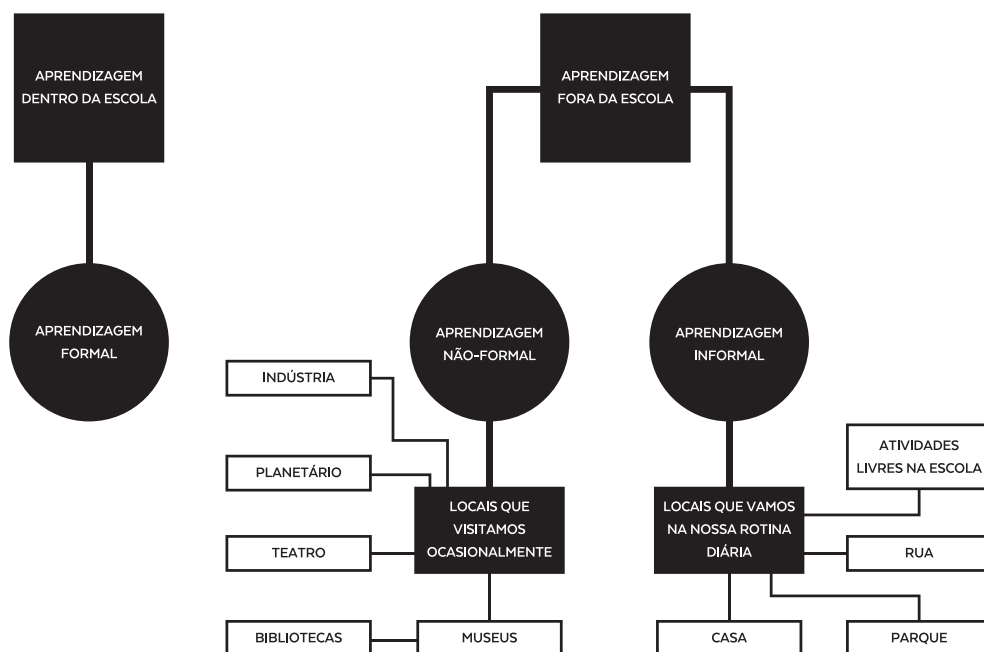 APRENDIZAGEM
DENTRO DA ESCOLA
APRENDIZAGEM
FORA DA ESCOLA
APRENDIZAGEM
FORMAL
APRENDIZAGEM
NÃO-FORMAL
APRENDIZAGEM
INFORMAL
INDÚSTRIA
PLANETÁRIO
TEATRO
BIBLIOTECAS
LOCAIS QUE
VISITAMOS
OCASIONALMENTE
MUSEUS
LOCAIS QUE VAMOS
NA NOSSA ROTINA
DIÁRIA
CASA
ATIVIDADES
LIVRES NA ESCOLA
RUA
PARQUE